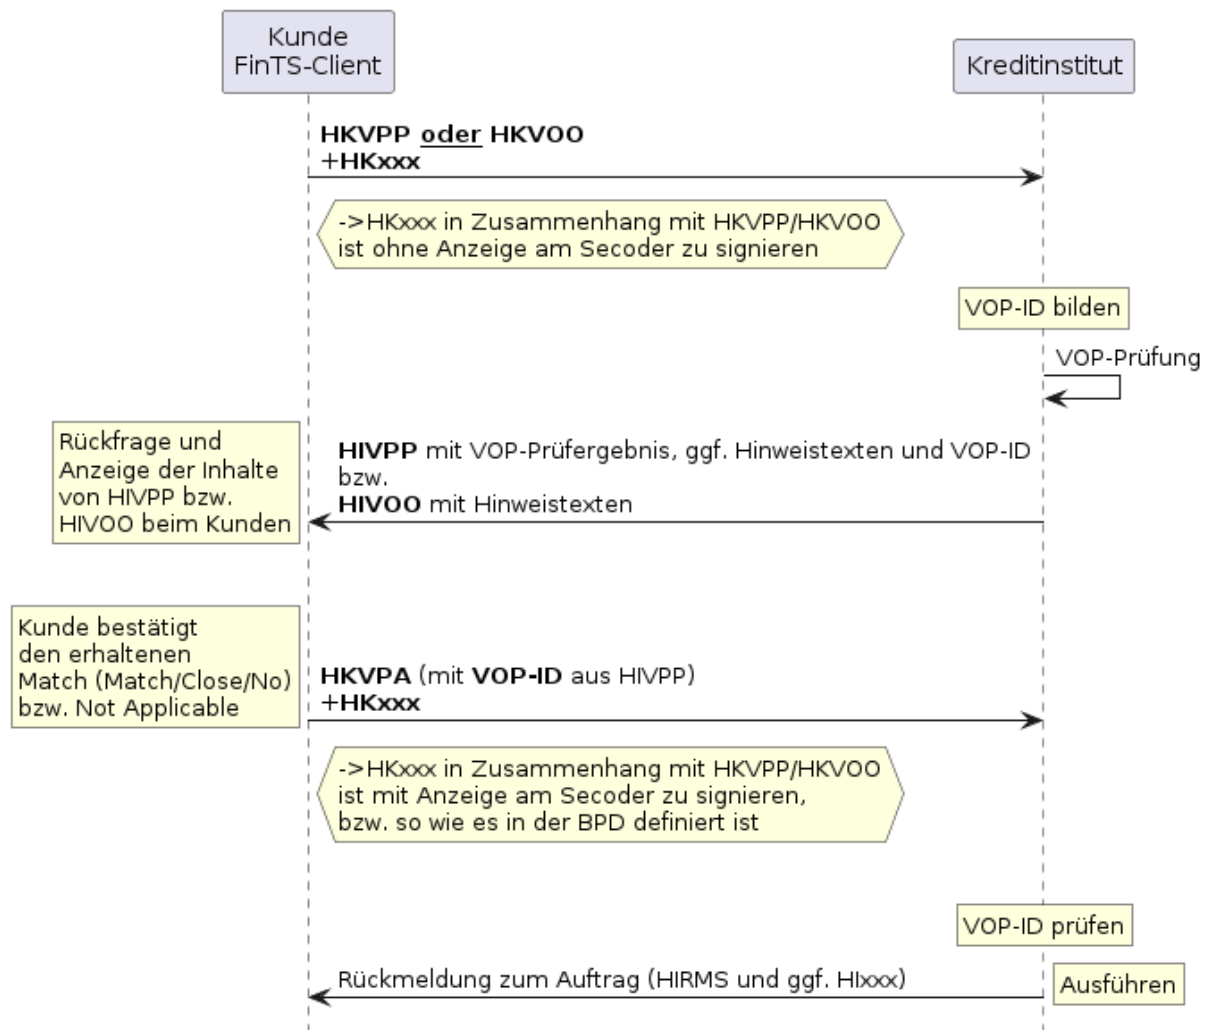 Kunde
FinTS-Client
Kreditinstitut
HKVPP oder HKVOO
+HKxxx
->HKxxx in Zusammenhang mit HKVPP/HKVOO
ist ohne Anzeige am Secoder zu signieren
VOP-ID bilden
VOP-Prüfung
Rückfrage und
Anzeige der Inhalte
von HIVPP bzw.
HIVOO beim Kunden
HIVPP mit VOP-Prüfergebnis, ggf. Hinweistexten und VOP-ID
bzw.
HIVOO mit Hinweistexten
Kunde bestätigt
den erhaltenen
Match (Match/Close/No)
bzw. Not Applicable
HKVPA (mit VOP-ID aus HIVPP)
+HKxxx
->HKxxx in Zusammenhang mit HKVPP/HKVOO
ist mit Anzeige am Secoder zu signieren,
bzw. so wie es in der BPD definiert ist
VOP-ID prüfen
Rückmeldung zum Auftrag (HIRMS und ggf. HIxxx)
Ausführen